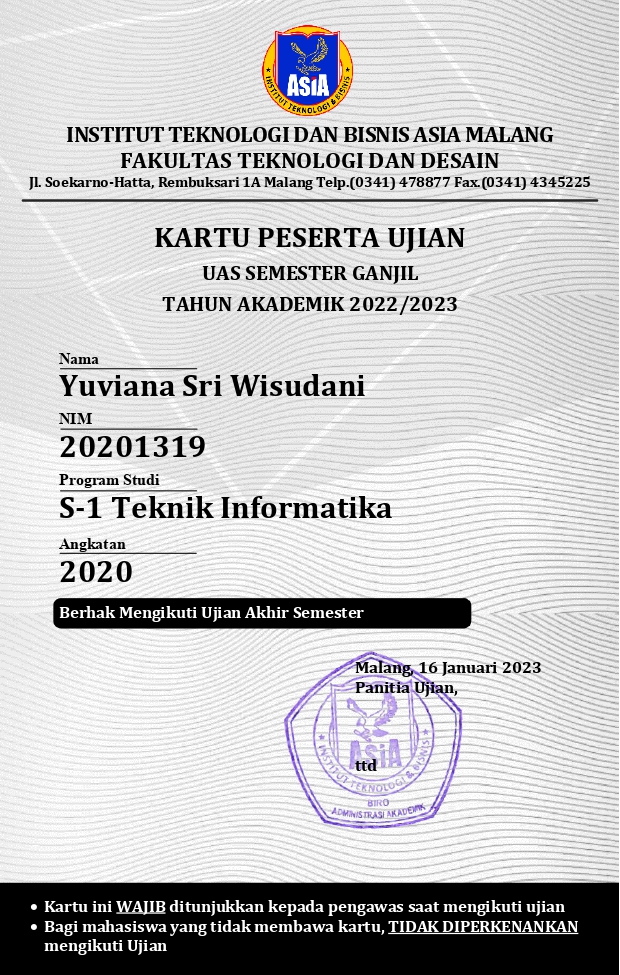 ASiA
INSTITUT TEKNOLOGI & BISNIS
INSTITUT TEKNOLOGI DAN BISNIS ASIA MALANG
FAKULTAS TEKNOLOGI DAN DESAIN
Jl. Soekarno-Hatta, Rembuksari 1A Malang Telp.(0341) 478877 Fax.(0341) 4345225
KARTU PESERTA UJIAN
UAS SEMESTER GANJIL
TAHUN AKADEMIK 2022/2023
Nama
Yuviana Sri Wisudani
NIM
20201319
Program Studi
S-1 Teknik Informatika
Angkatan
2020
Berhak Mengikuti Ujian Akhir Semester
Malang, 16 Januari 2023
Panitia Ujian,
ASiA
ttd
INSTITUT TEKNOLOGI & BISNIS
BIRO
ADMINISTRASI AKADEMIK
• Kartu ini WAJIB ditunjukkan kepada pengawas saat mengikuti ujian
• Bagi mahasiswa yang tidak membawa kartu, TIDAK DIPERKENANKAN
mengikuti Ujian